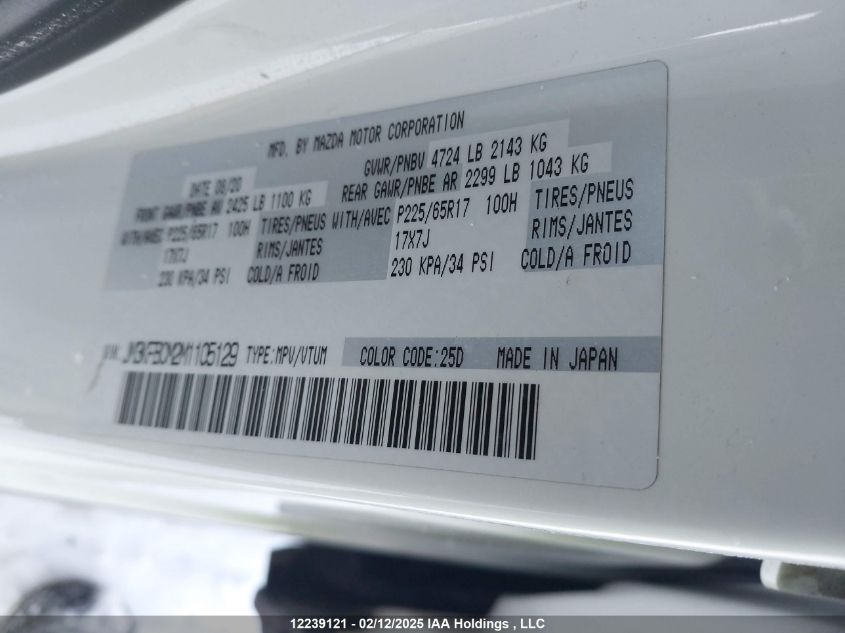 MFD. BY MAZDA MOTOR CORPORATION
DATE 08/20 GVWR/PNBV 4724 LB 2143 KG
FRONT GAWR/PNBE AV 2425 LB 1100 KG REAR GAWR/PNBE AR 2299 LB 1043 KG
WITH/AVEC P225/65R17 100H TIRES/PNEUS WITH/AVEC P225/65R17 100H TIRES/PNEUS
17X7J RIMS/JANTES 17X7J RIMS/JANTES
230 KPA/34 PSI COLD/A FROID 230 KPA/34 PSI COLD/A FROID
TYPE:MPV/VTUM COLOR CODE:25D MADE IN JAPAN
12239121 - 02/12/2025 IAA Holdings , LLC